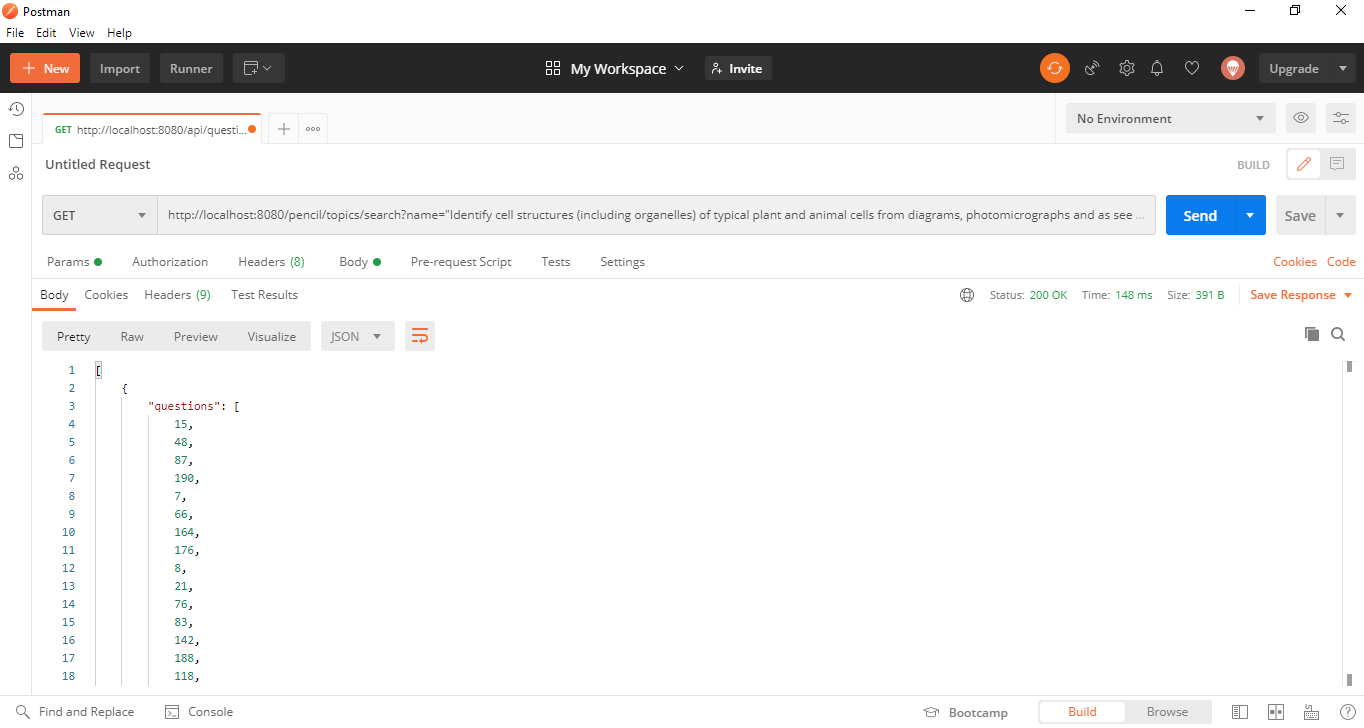 Postman
File Edit View Help
New Import Runner My Workspace Invite Upgrade
GET http://localhost:8080/api/questi... No Environment
Untitled Request BUILD
GET http://localhost:8080/pencil/topics/search?name="Identify cell structures (including organelles) of typical plant and animal cells from diagrams, photomicrographs and as see ... Send Save
Params Authorization Headers (8) Body Pre-request Script Tests Settings Cookies Code
Body Cookies Headers (9) Test Results Status: 200 OK Time: 148 ms Size: 391 B Save Response
Pretty Raw Preview Visualize JSON
1 [
2 {
3 "questions": [
4 15,
5 48,
6 87,
7 190,
8 7,
9 66,
10 164,
11 176,
12 8,
13 21,
14 76,
15 83,
16 142,
17 188,
18 118,
Find and Replace Console Bootcamp Build Browse